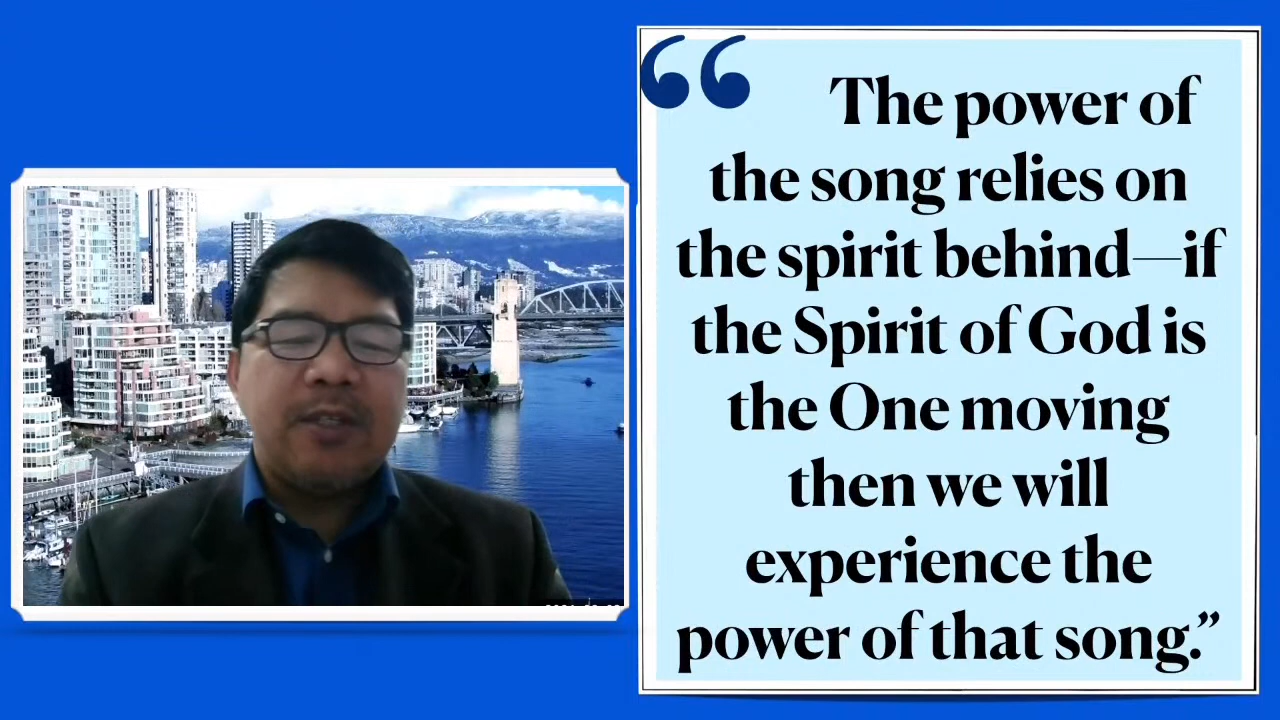 “ The power of
the song relies on
the spirit behind—if
the Spirit of God is
the One moving
then we will
experience the
power of that song.”